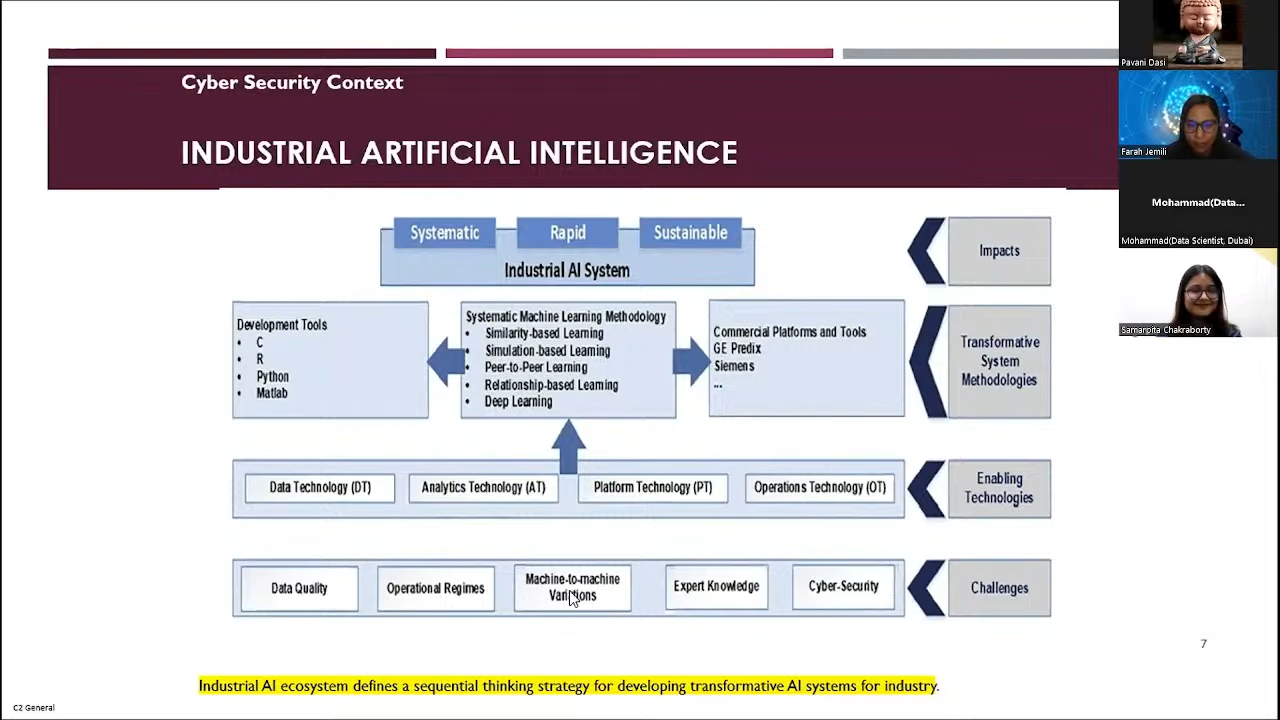 Cyber Security Context
INDUSTRIAL ARTIFICIAL INTELLIGENCE
Systematic
Rapid
Sustainable
Industrial AI System
Impacts
Development Tools
• C
• R
• Python
• Matlab
Systematic Machine Learning Methodology
• Similarity-based Learning
• Simulation-based Learning
• Peer-to-Peer Learning
• Relationship-based Learning
• Deep Learning
Commercial Platforms and Tools
GE Predix
Siemens
...
Transformative
System
Methodologies
Data Technology (DT)
Analytics Technology (AT)
Platform Technology (PT)
Operations Technology (OT)
Enabling
Technologies
Data Quality
Operational Regimes
Machine-to-machine
Variations
Expert Knowledge
Cyber-Security
Challenges
7
Industrial AI ecosystem defines a sequential thinking strategy for developing transformative AI systems for industry.
C2 General
Pavani Dasi
Farah Jemili
Mohammad(Data...
Mohammad(Data Scientist, Dubai)
Samarpita Chakraborty